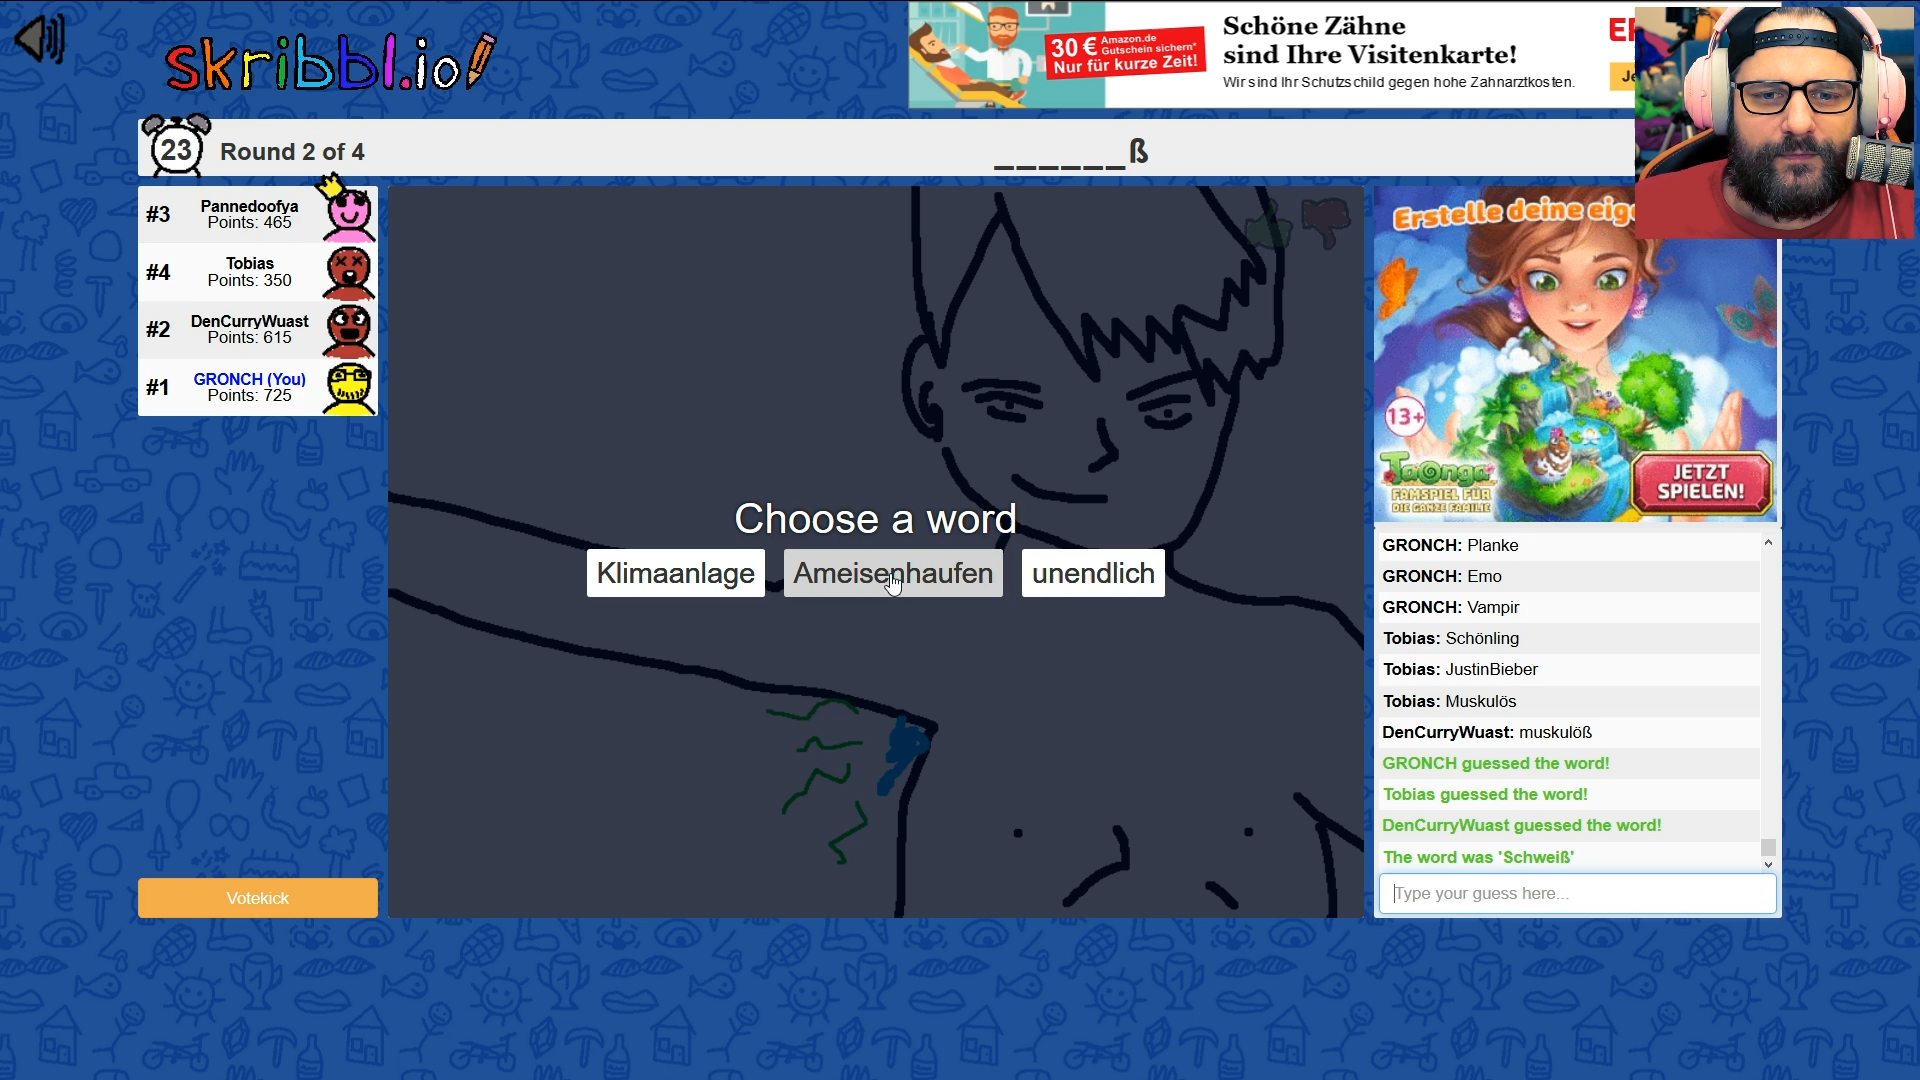 skribbl.io
30 € Amazon.de
Gutschein sichern*
Nur für kurze Zeit!
Schöne Zähne
sind Ihre Visitenkarte!
Wir sind Ihr Schutzschild gegen hohe Zahnarztkosten.
23
Round 2 of 4
______ß
#3
Pannedoofya
Points: 465
#4
Tobias
Points: 350
#2
DenCurryWuast
Points: 615
#1
GRONCH (You)
Points: 725
Votekick
Choose a word
Klimaanlage
Ameisenhaufen
unendlich
Erstelle deine eig
13+
TaOnga
FAMSPIEL FÜR
DIE GANZE FAMILIE
JETZT
SPIELEN!
GRONCH: Planke
GRONCH: Emo
GRONCH: Vampir
Tobias: Schönling
Tobias: JustinBieber
Tobias: Muskulös
DenCurryWuast: muskulöß
GRONCH guessed the word!
Tobias guessed the word!
DenCurryWuast guessed the word!
The word was 'Schweiß'
Type your guess here...